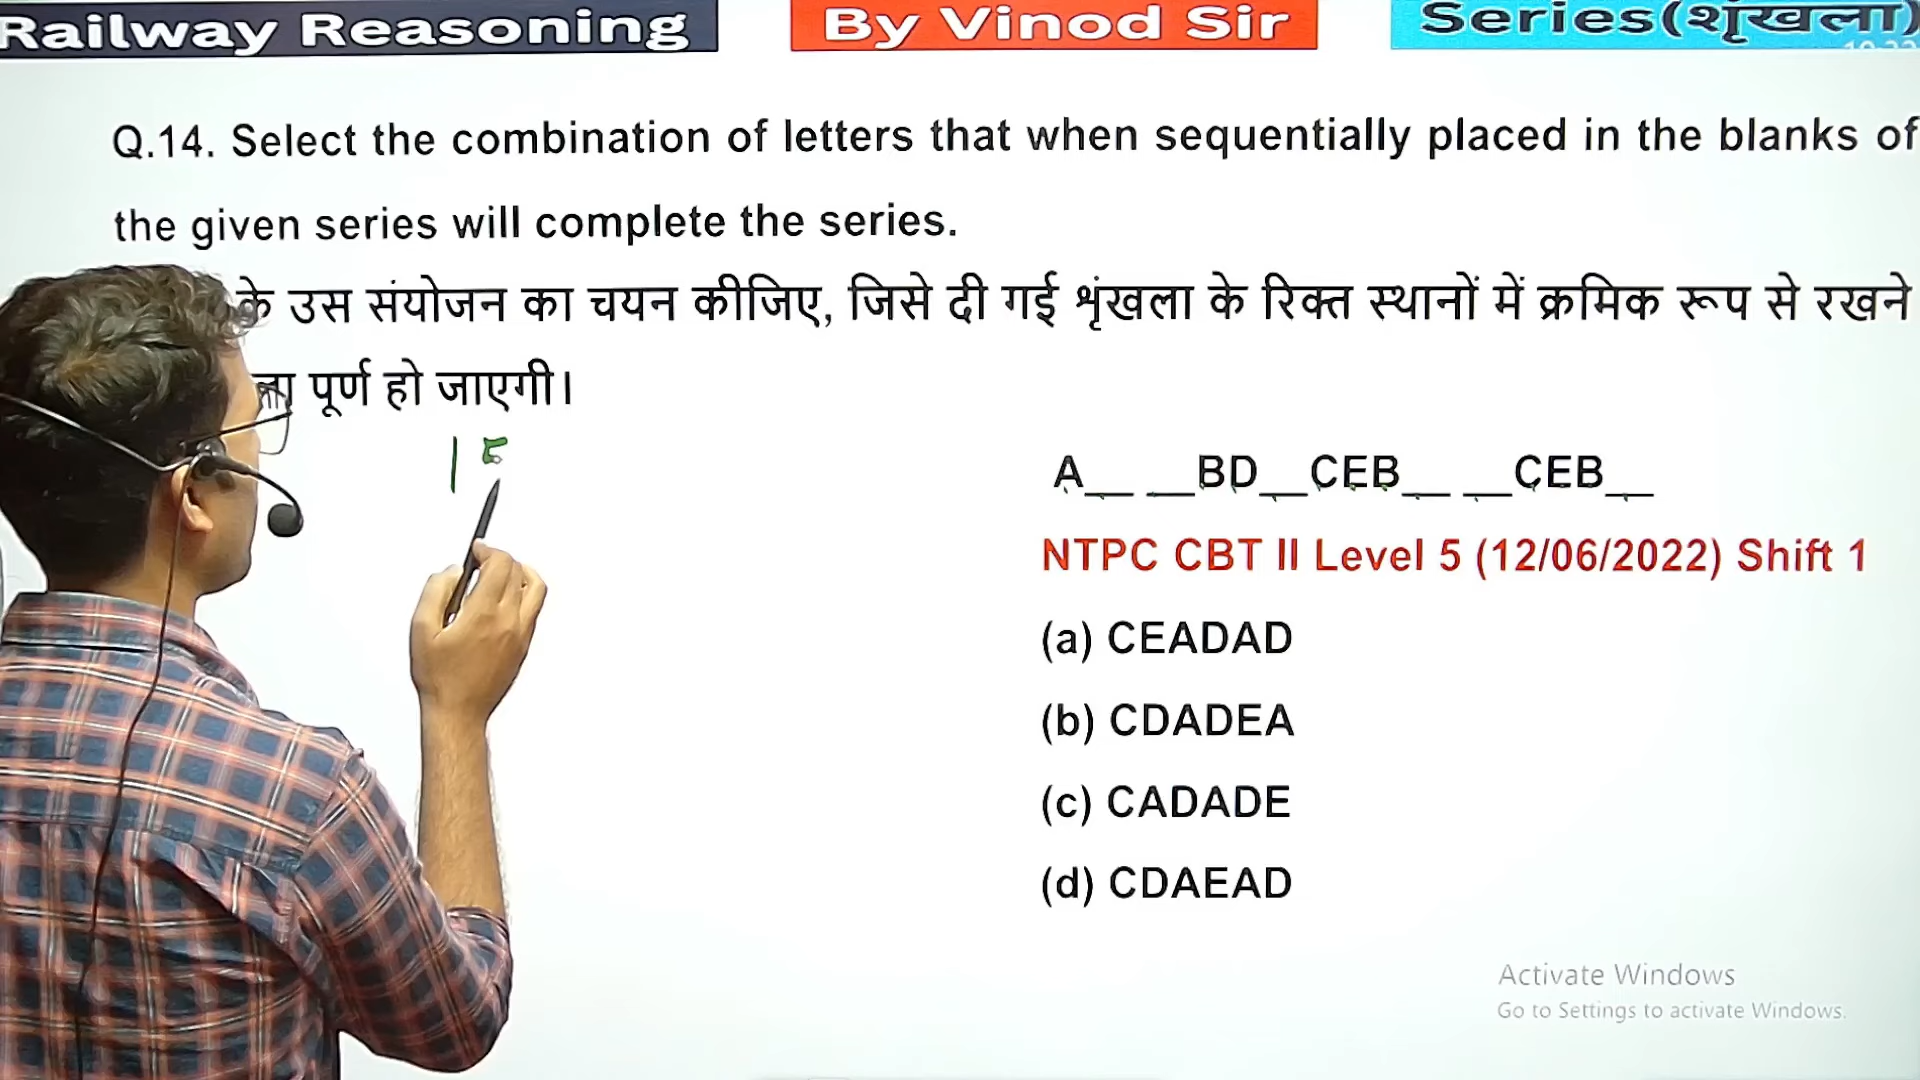 Railway Reasoning
By Vinod Sir
Series(शृंखला)
Q.14. Select the combination of letters that when sequentially placed in the blanks of
the given series will complete the series.
के उस संयोजन का चयन कीजिए, जिसे दी गई शृंखला के रिक्त स्थानों में क्रमिक रूप से रखने
पूर्ण हो जाएगी।
A__ __BD__CEB__ __CEB__
NTPC CBT II Level 5 (12/06/2022) Shift 1
(a) CEADAD
(b) CDADEA
(c) CADADE
(d) CDAEAD
Activate Windows
Go to Settings to activate Windows.